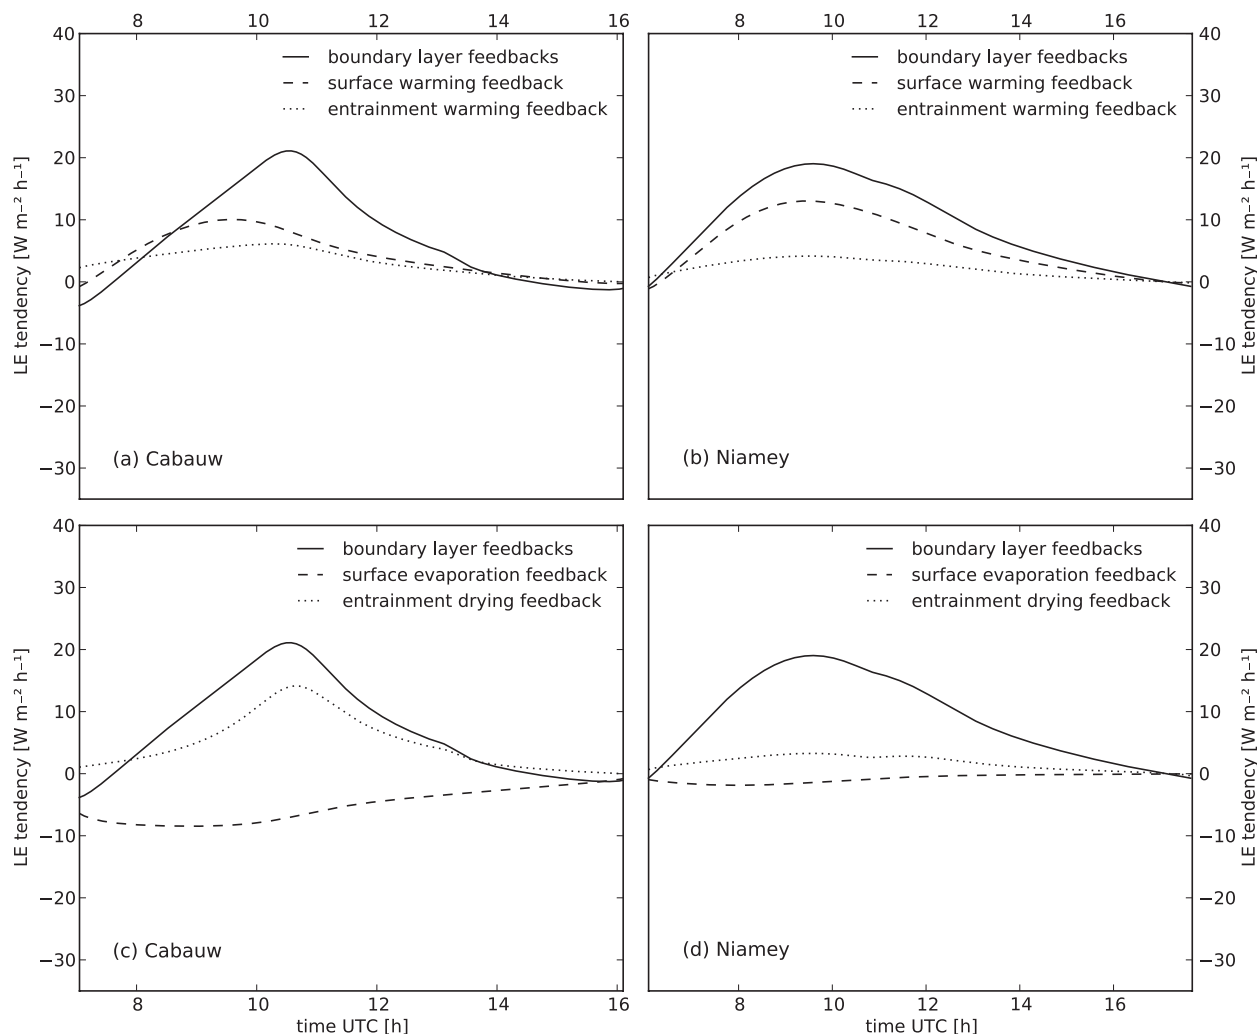 8 10 12 14 16
8 10 12 14 16
40
30
20
10
0
−10
−20
−30
LE tendency [W m⁻² h⁻¹]
boundary layer feedbacks
surface warming feedback
entrainment warming feedback
(a) Cabauw
boundary layer feedbacks
surface warming feedback
entrainment warming feedback
(b) Niamey
40
30
20
10
0
−10
−20
−30
LE tendency [W m⁻² h⁻¹]
40
30
20
10
0
−10
−20
−30
LE tendency [W m⁻² h⁻¹]
boundary layer feedbacks
surface evaporation feedback
entrainment drying feedback
(c) Cabauw
boundary layer feedbacks
surface evaporation feedback
entrainment drying feedback
(d) Niamey
40
30
20
10
0
−10
−20
−30
LE tendency [W m⁻² h⁻¹]
8 10 12 14 16
time UTC [h]
8 10 12 14 16
time UTC [h]